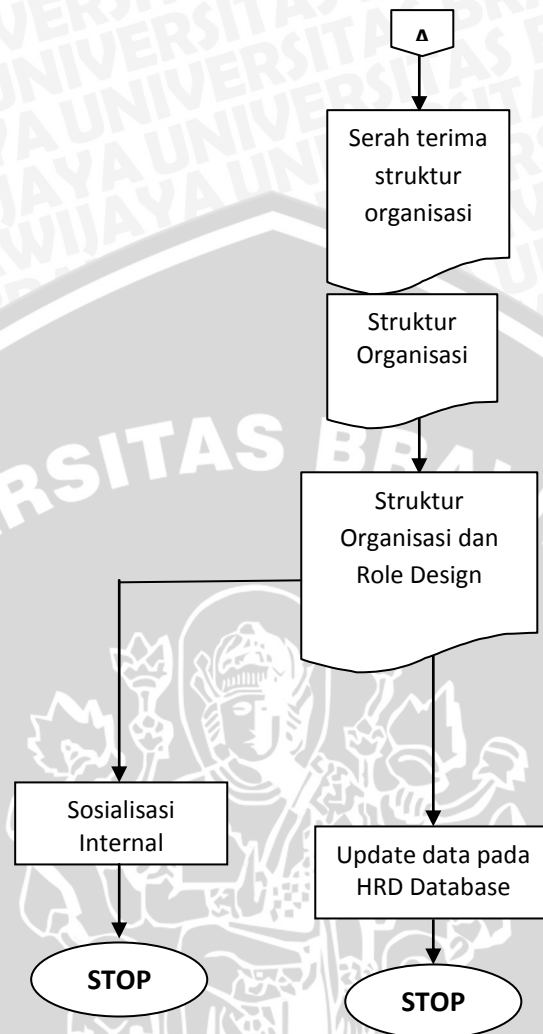 A
Serah terima
struktur
organisasi
Struktur
Organisasi
Struktur
Organisasi dan
Role Design
Sosialisasi
Internal
Update data pada
HRD Database
STOP
STOP